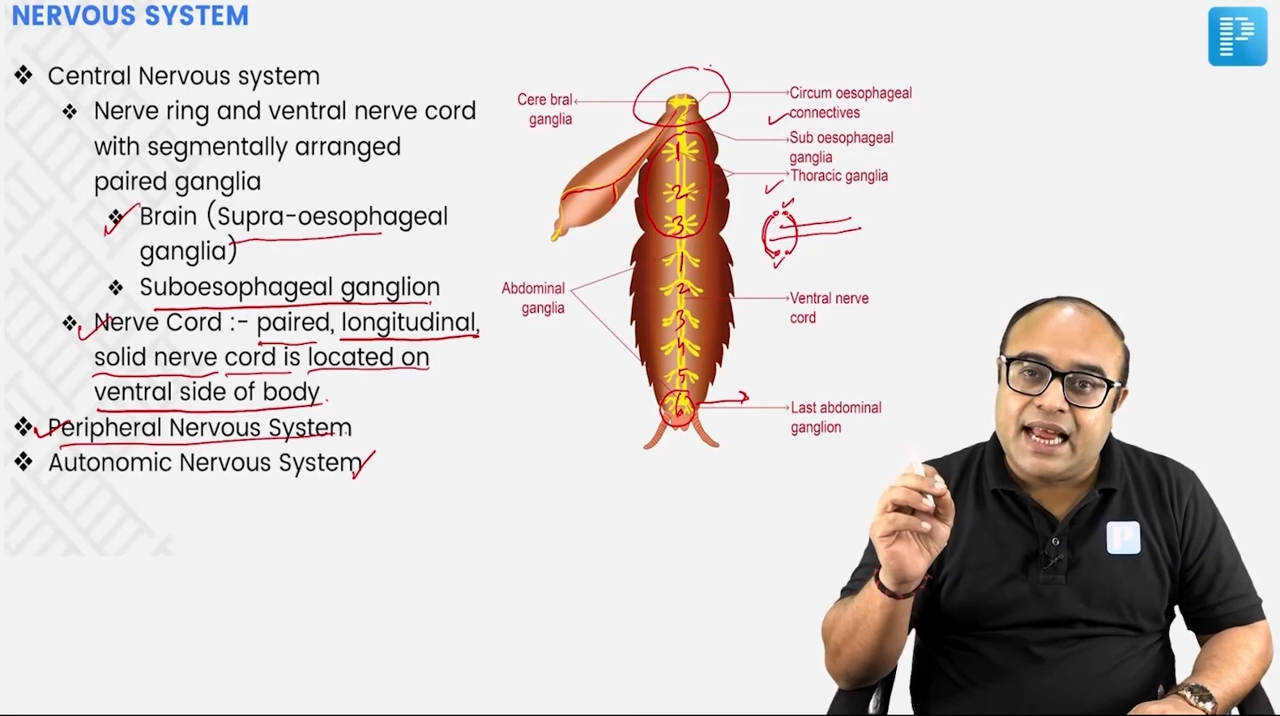 NERVOUS SYSTEM
❖ Central Nervous system
❖ Nerve ring and ventral nerve cord
with segmentally arranged
paired ganglia
❖ Brain (Supra-oesophageal
ganglia)
❖ Suboesophageal ganglion
❖ Nerve Cord :- paired, longitudinal,
solid nerve cord is located on
ventral side of body.
❖ Peripheral Nervous System
❖ Autonomic Nervous System
Cere bral
ganglia
Abdominal
ganglia
Circum oesophageal
connectives
Sub oesophageal
ganglia
Thoracic ganglia
Ventral nerve
cord
Last abdominal
ganglion
1
2
3
1
2
3
4
5
6
P
P